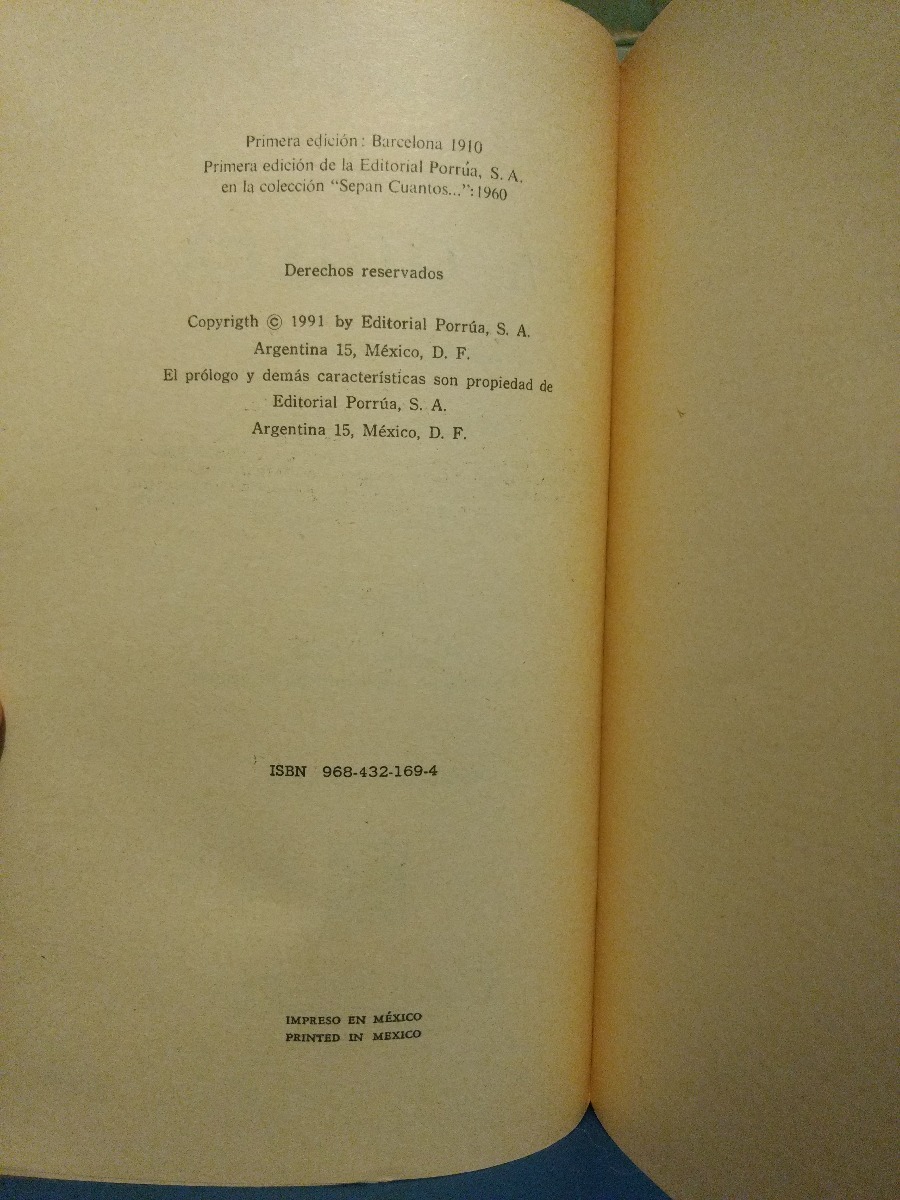 Primera edición: Barcelona 1910
Primera edición de la Editorial Porrúa, S. A.
en la colección "Sepan Cuantos...": 1960
Derechos reservados
Copyrigth © 1991 by Editorial Porrúa, S. A.
Argentina 15, México, D. F.
El prólogo y demás características son propiedad de
Editorial Porrúa, S. A.
Argentina 15, México, D. F.
ISBN 968-432-169-4
IMPRESO EN MÉXICO
PRINTED IN MEXICO